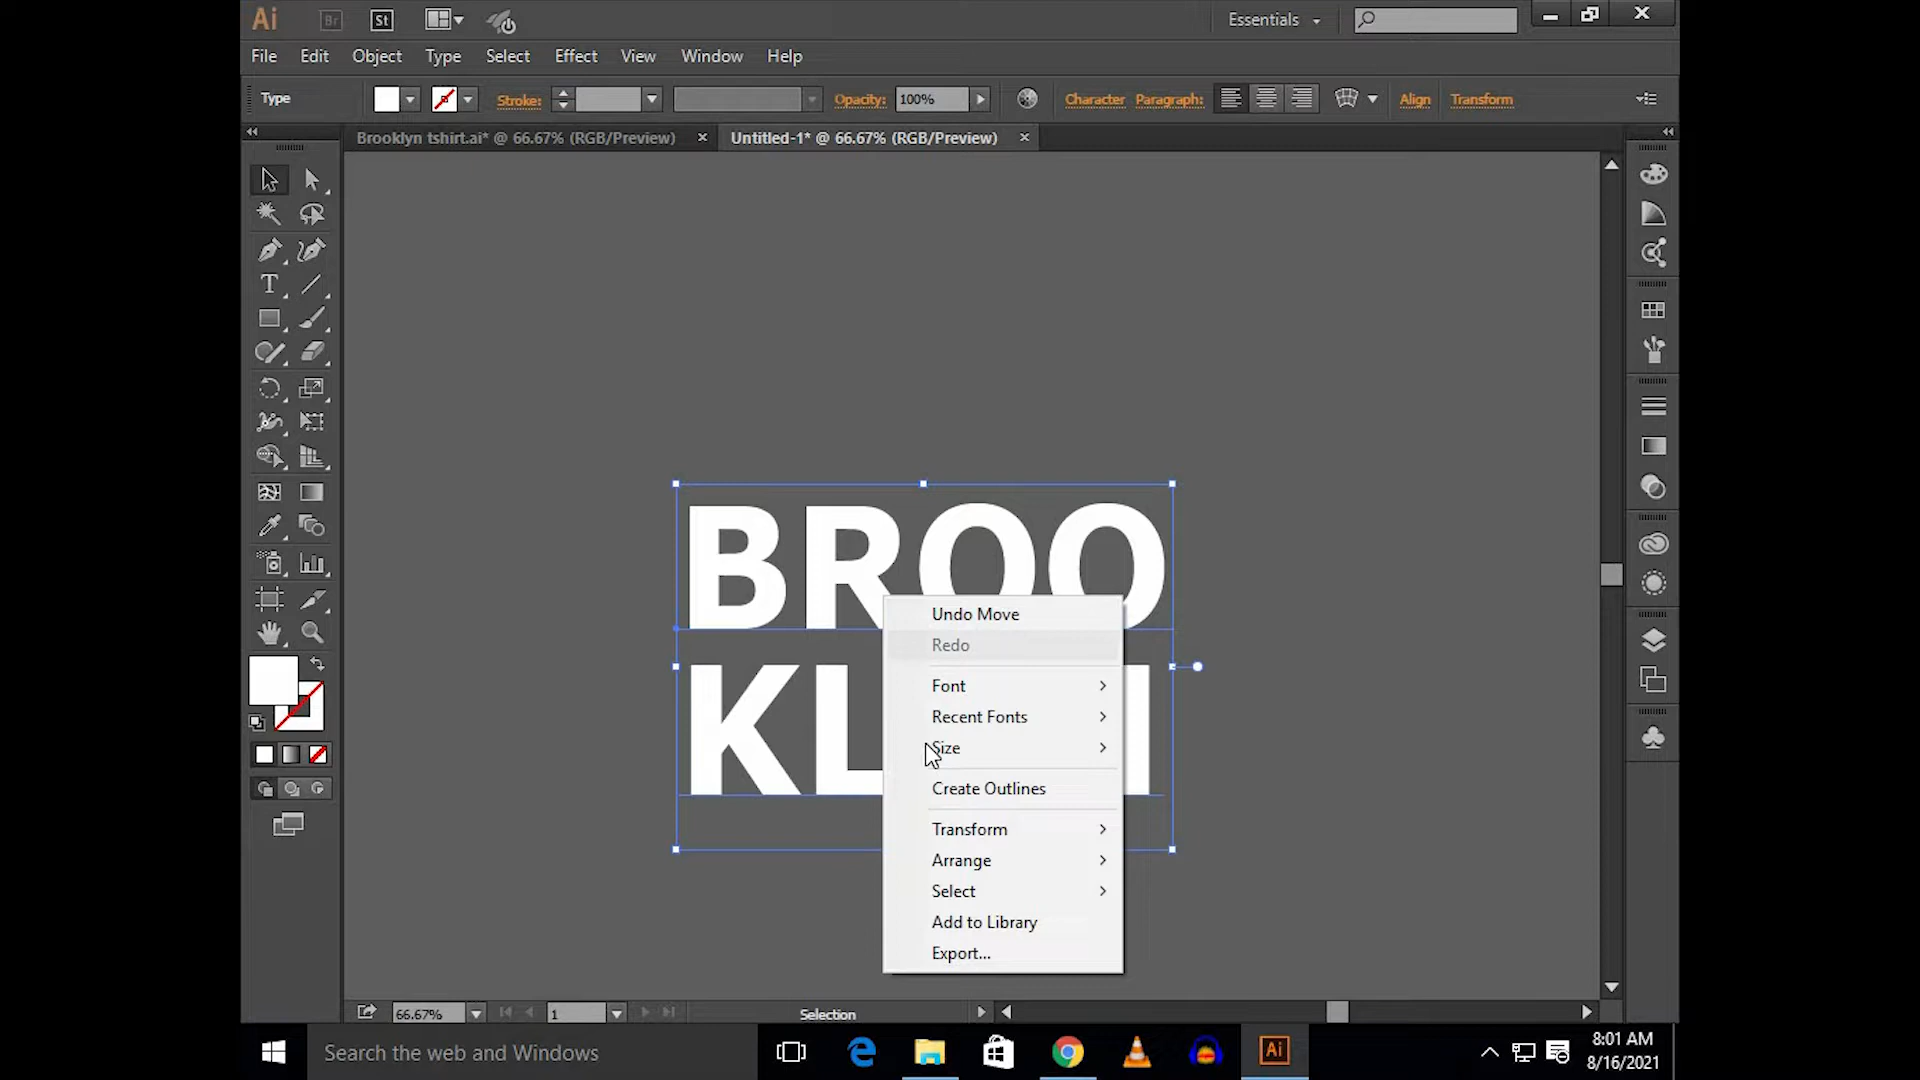 Ai Br St Essentials
File Edit Object Type Select Effect View Window Help
Type Stroke: Opacity: 100% Character Paragraph: Align Transform
Brooklyn tshirt.ai* @ 66.67% (RGB/Preview) Untitled-1* @ 66.67% (RGB/Preview)
T
BROO
KL
Undo Move
Redo
Font
Recent Fonts
Size
Create Outlines
Transform
Arrange
Select
Add to Library
Export...
66.67% 1 Selection
Search the web and Windows Ai 8:01 AM
8/16/2021